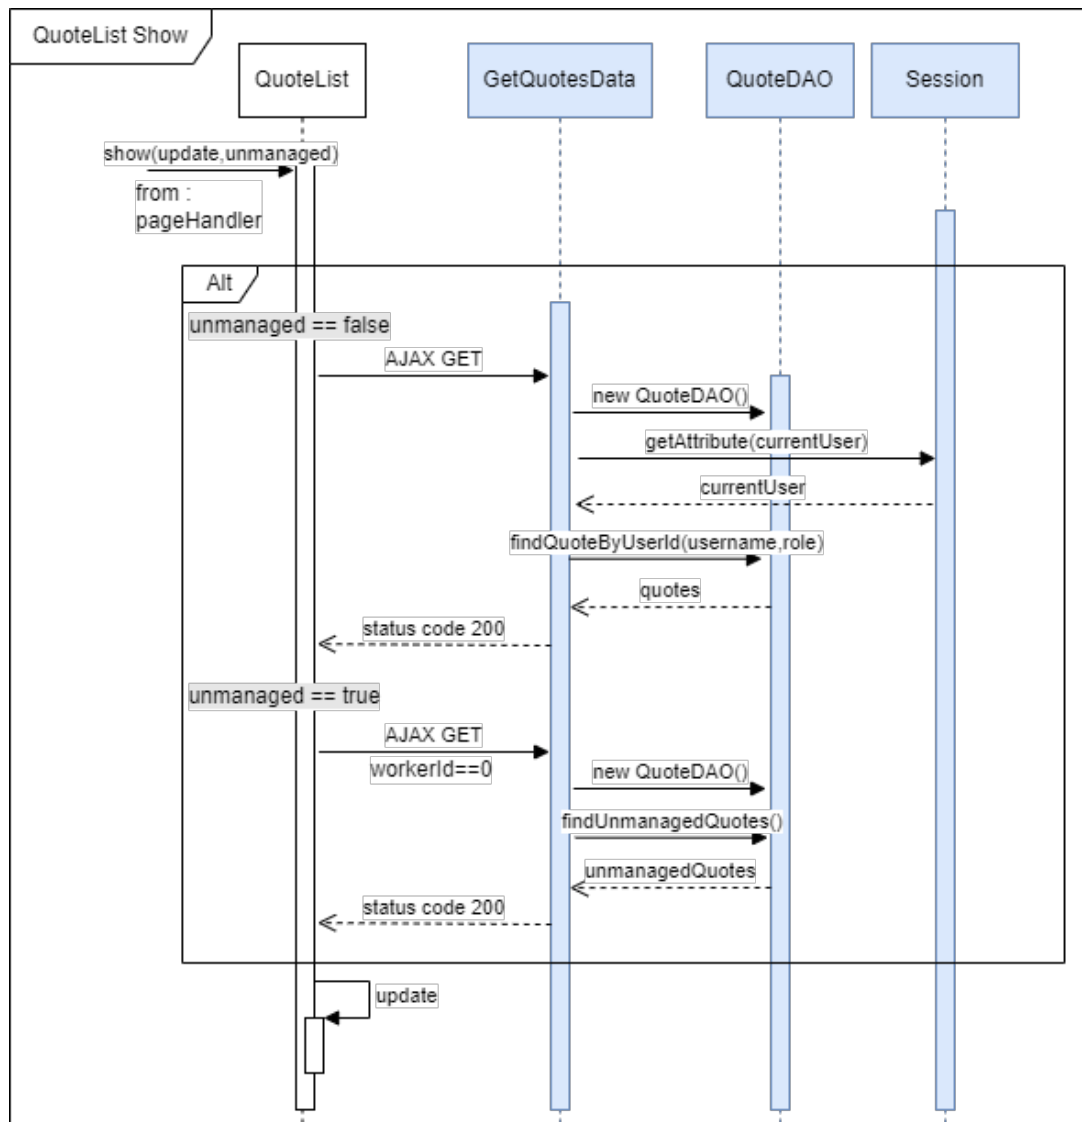 QuoteList Show
QuoteList
GetQuotesData
QuoteDAO
Session
show(update,unmanaged)
from :
pageHandler
Alt
unmanaged == false
AJAX GET
new QuoteDAO()
getAttribute(currentUser)
currentUser
findQuoteByUserId(username,role)
quotes
status code 200
unmanaged == true
AJAX GET
workerId==0
new QuoteDAO()
findUnmanagedQuotes()
unmanagedQuotes
status code 200
update